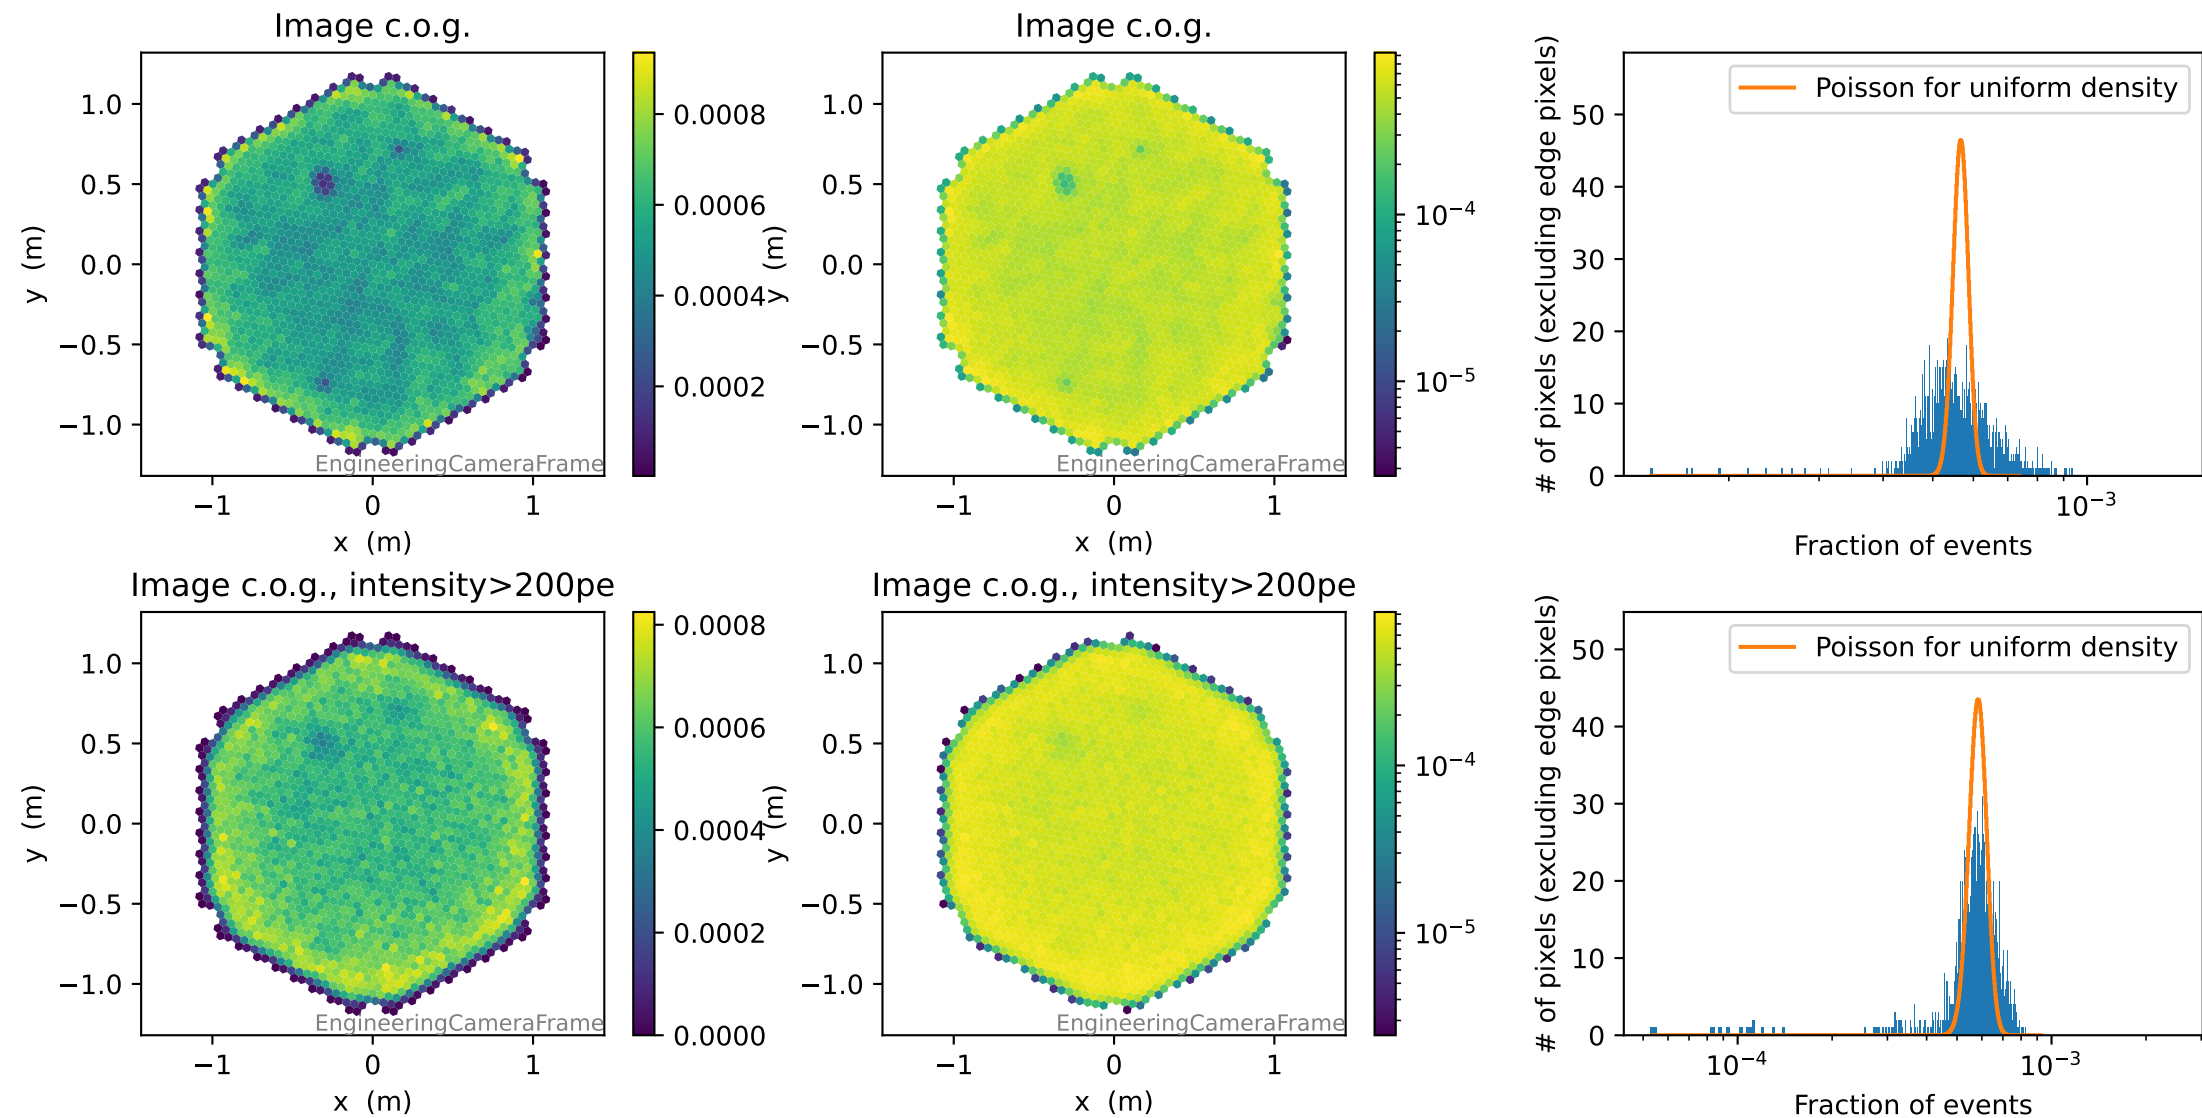 Image c.o.g.
1.0
0.5
0.0
−0.5
−1.0
y (m)
−1
0
1
x (m)
EngineeringCameraFrame
0.0008
0.0006
0.0004
0.0002
Image c.o.g.
1.0
0.5
0.0
−0.5
−1.0
y (m)
−1
0
1
x (m)
EngineeringCameraFrame
10⁻⁴
10⁻⁵
Poisson for uniform density
50
40
30
20
10
0
# of pixels (excluding edge pixels)
10⁻³
Fraction of events
Image c.o.g., intensity>200pe
1.0
0.5
0.0
−0.5
−1.0
y (m)
−1
0
1
x (m)
EngineeringCameraFrame
0.0008
0.0006
0.0004
0.0002
0.0000
Image c.o.g., intensity>200pe
1.0
0.5
0.0
−0.5
−1.0
y (m)
−1
0
1
x (m)
EngineeringCameraFrame
10⁻⁴
10⁻⁵
Poisson for uniform density
50
40
30
20
10
0
# of pixels (excluding edge pixels)
10⁻⁴
10⁻³
Fraction of events